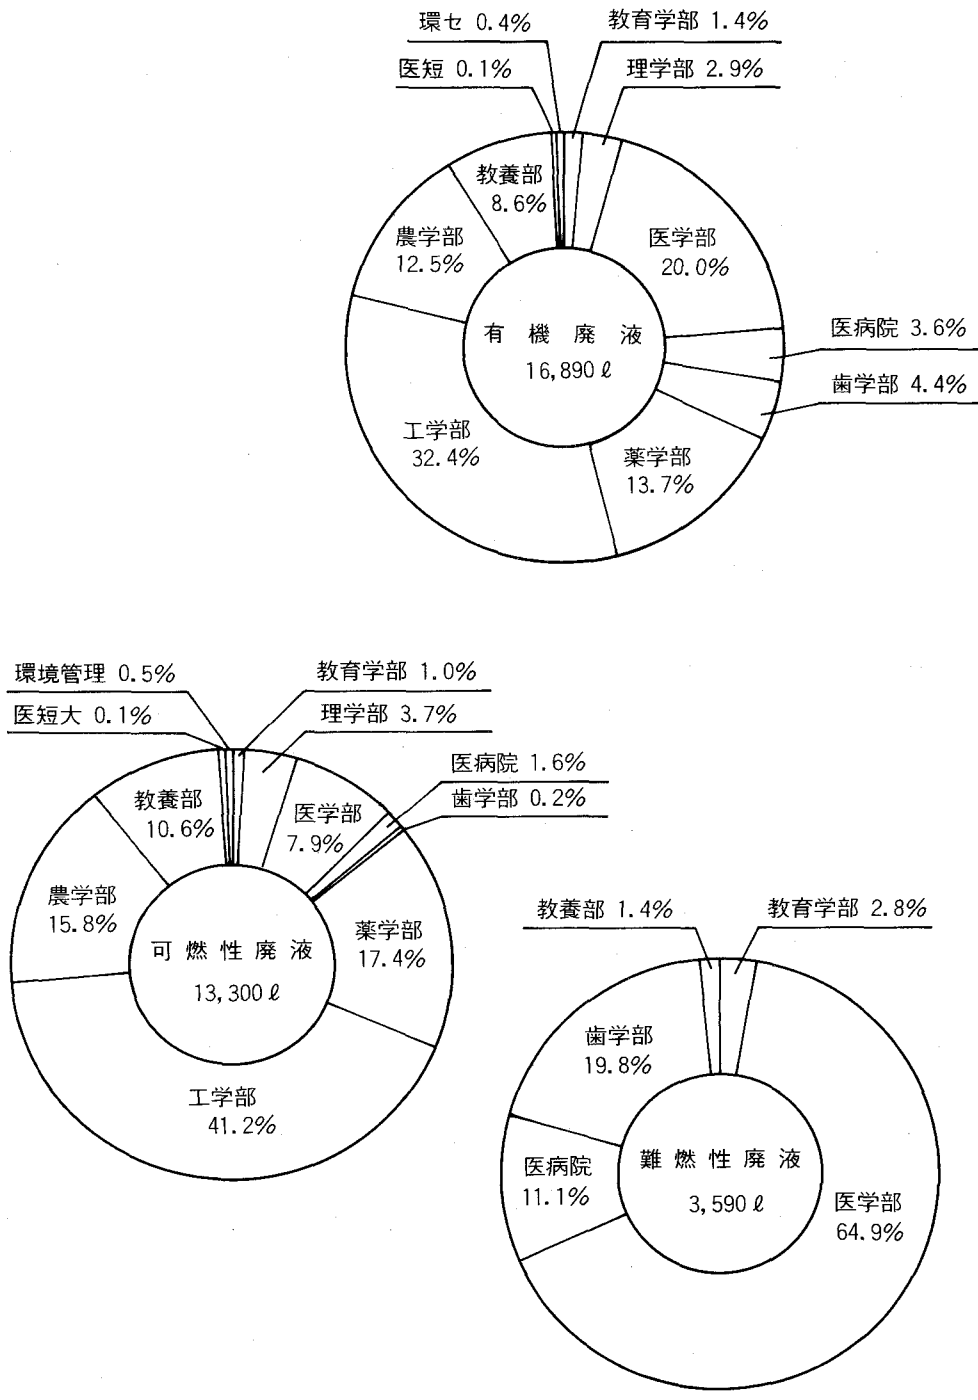 環セ 0.4%
教育学部 1.4%
医短 0.1%
理学部 2.9%
教養部
8.6%
農学部
12.5%
医学部
20.0%
有機廃液
16,890ℓ
医病院 3.6%
歯学部 4.4%
工学部
32.4%
薬学部
13.7%
環境管理 0.5%
教育学部 1.0%
医短大 0.1%
理学部 3.7%
医病院 1.6%
歯学部 0.2%
教養部
10.6%
医学部
7.9%
農学部
15.8%
薬学部
17.4%
可燃性廃液
13,300ℓ
工学部
41.2%
教養部 1.4%
教育学部 2.8%
歯学部
19.8%
医病院
11.1%
難燃性廃液
3,590ℓ
医学部
64.9%